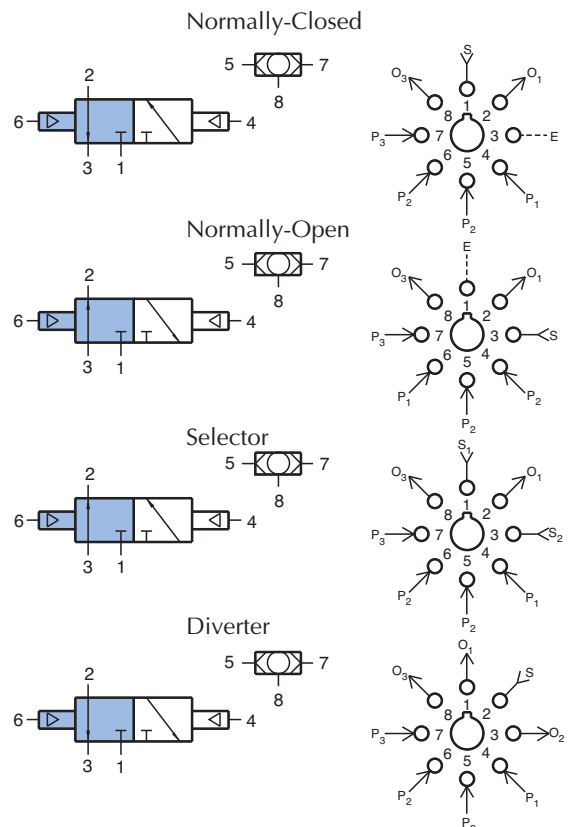 Normally-Closed
5 7
8
2
6 4
3 1
S
O₃ O₁
1
8 2
P₃ 7 3 E
6 4
5
P₂ P₁
P₂
Normally-Open
5 7
8
2
6 4
3 1
E
O₃ O₁
1
8 2
P₃ 7 3 S
6 4
5
P₁ P₂
P₂
Selector
5 7
8
2
6 4
3 1
S₁
O₃ O₁
1
8 2
P₃ 7 3 S₂
6 4
5
P₂ P₁
P₂
Diverter
5 7
8
2
6 4
3 1
O₁
O₃ S
1
8 2
P₃ 7 3 O₂
6 4
5
P₂ P₁